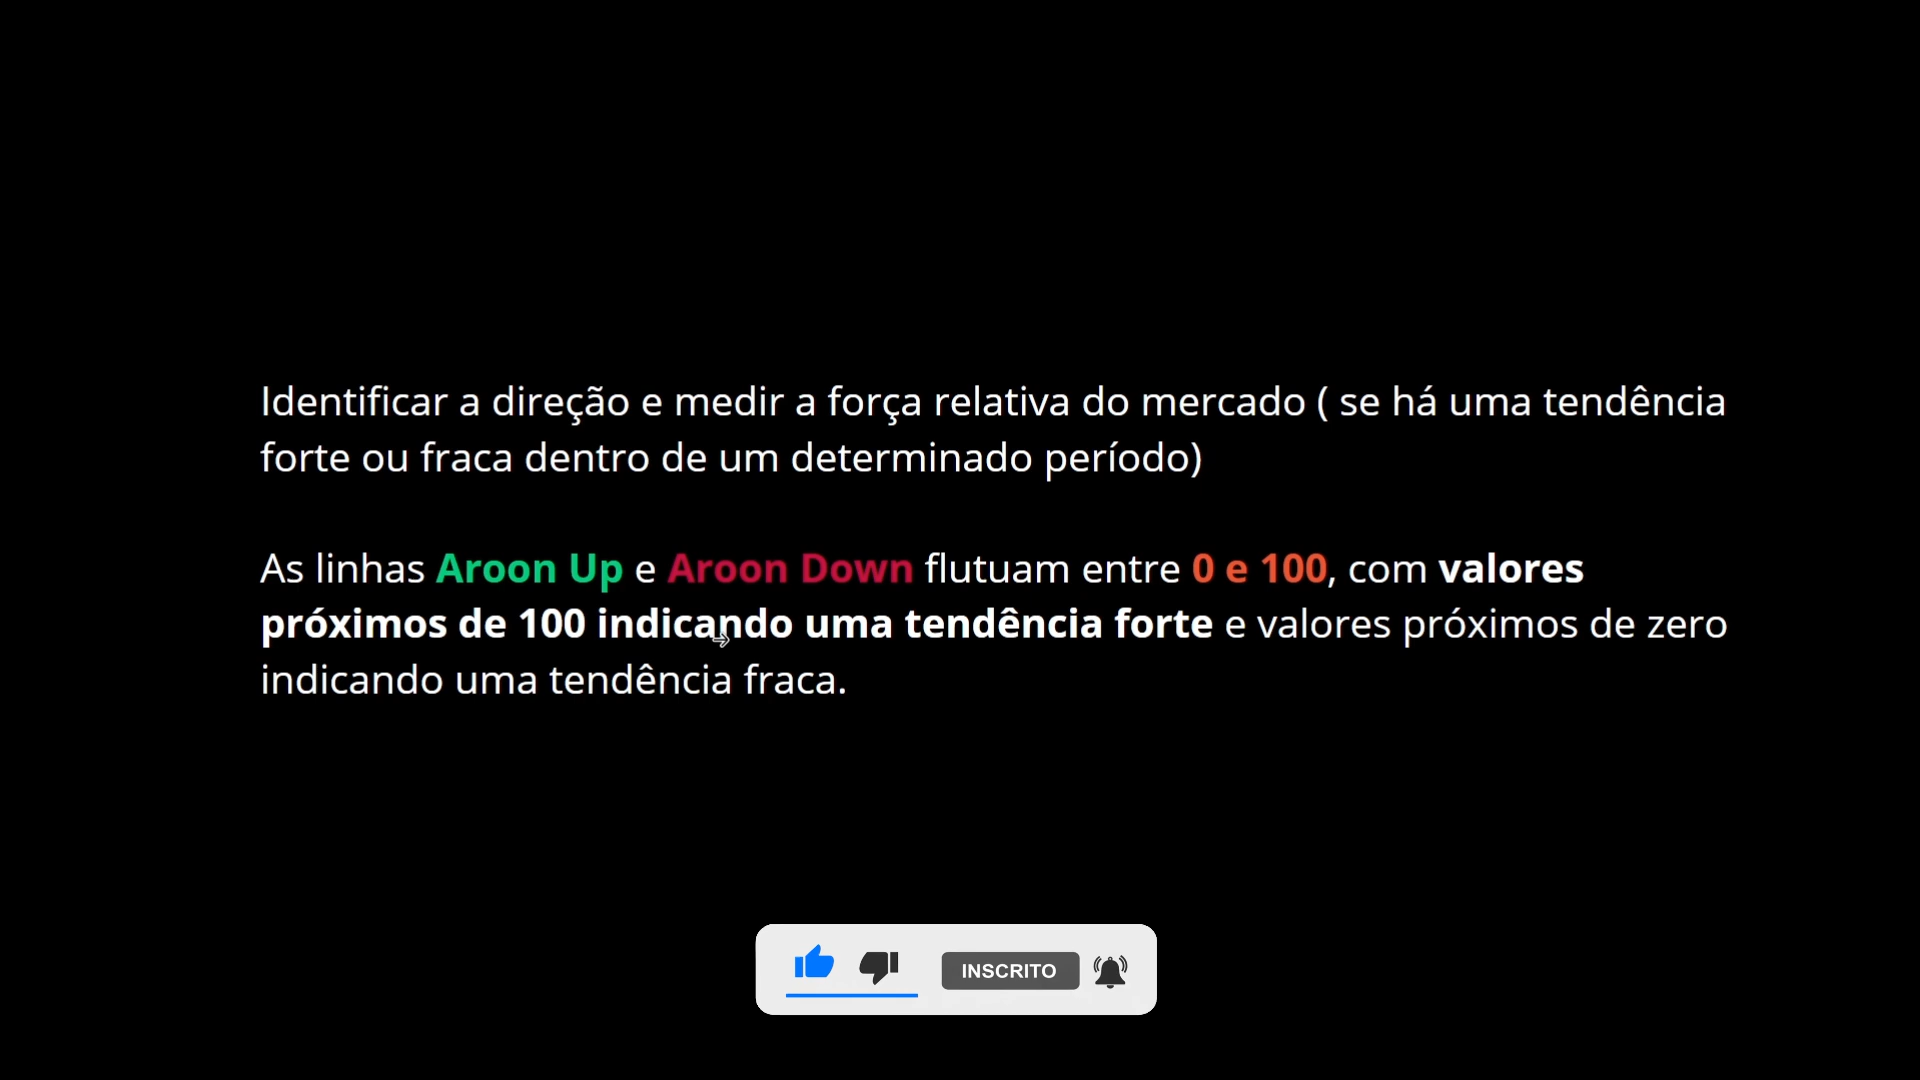 Identificar a direção e medir a força relativa do mercado ( se há uma tendência
forte ou fraca dentro de um determinado período)
As linhas Aroon Up e Aroon Down flutuam entre 0 e 100, com valores
próximos de 100 indicando uma tendência forte e valores próximos de zero
indicando uma tendência fraca.
INSCRITO